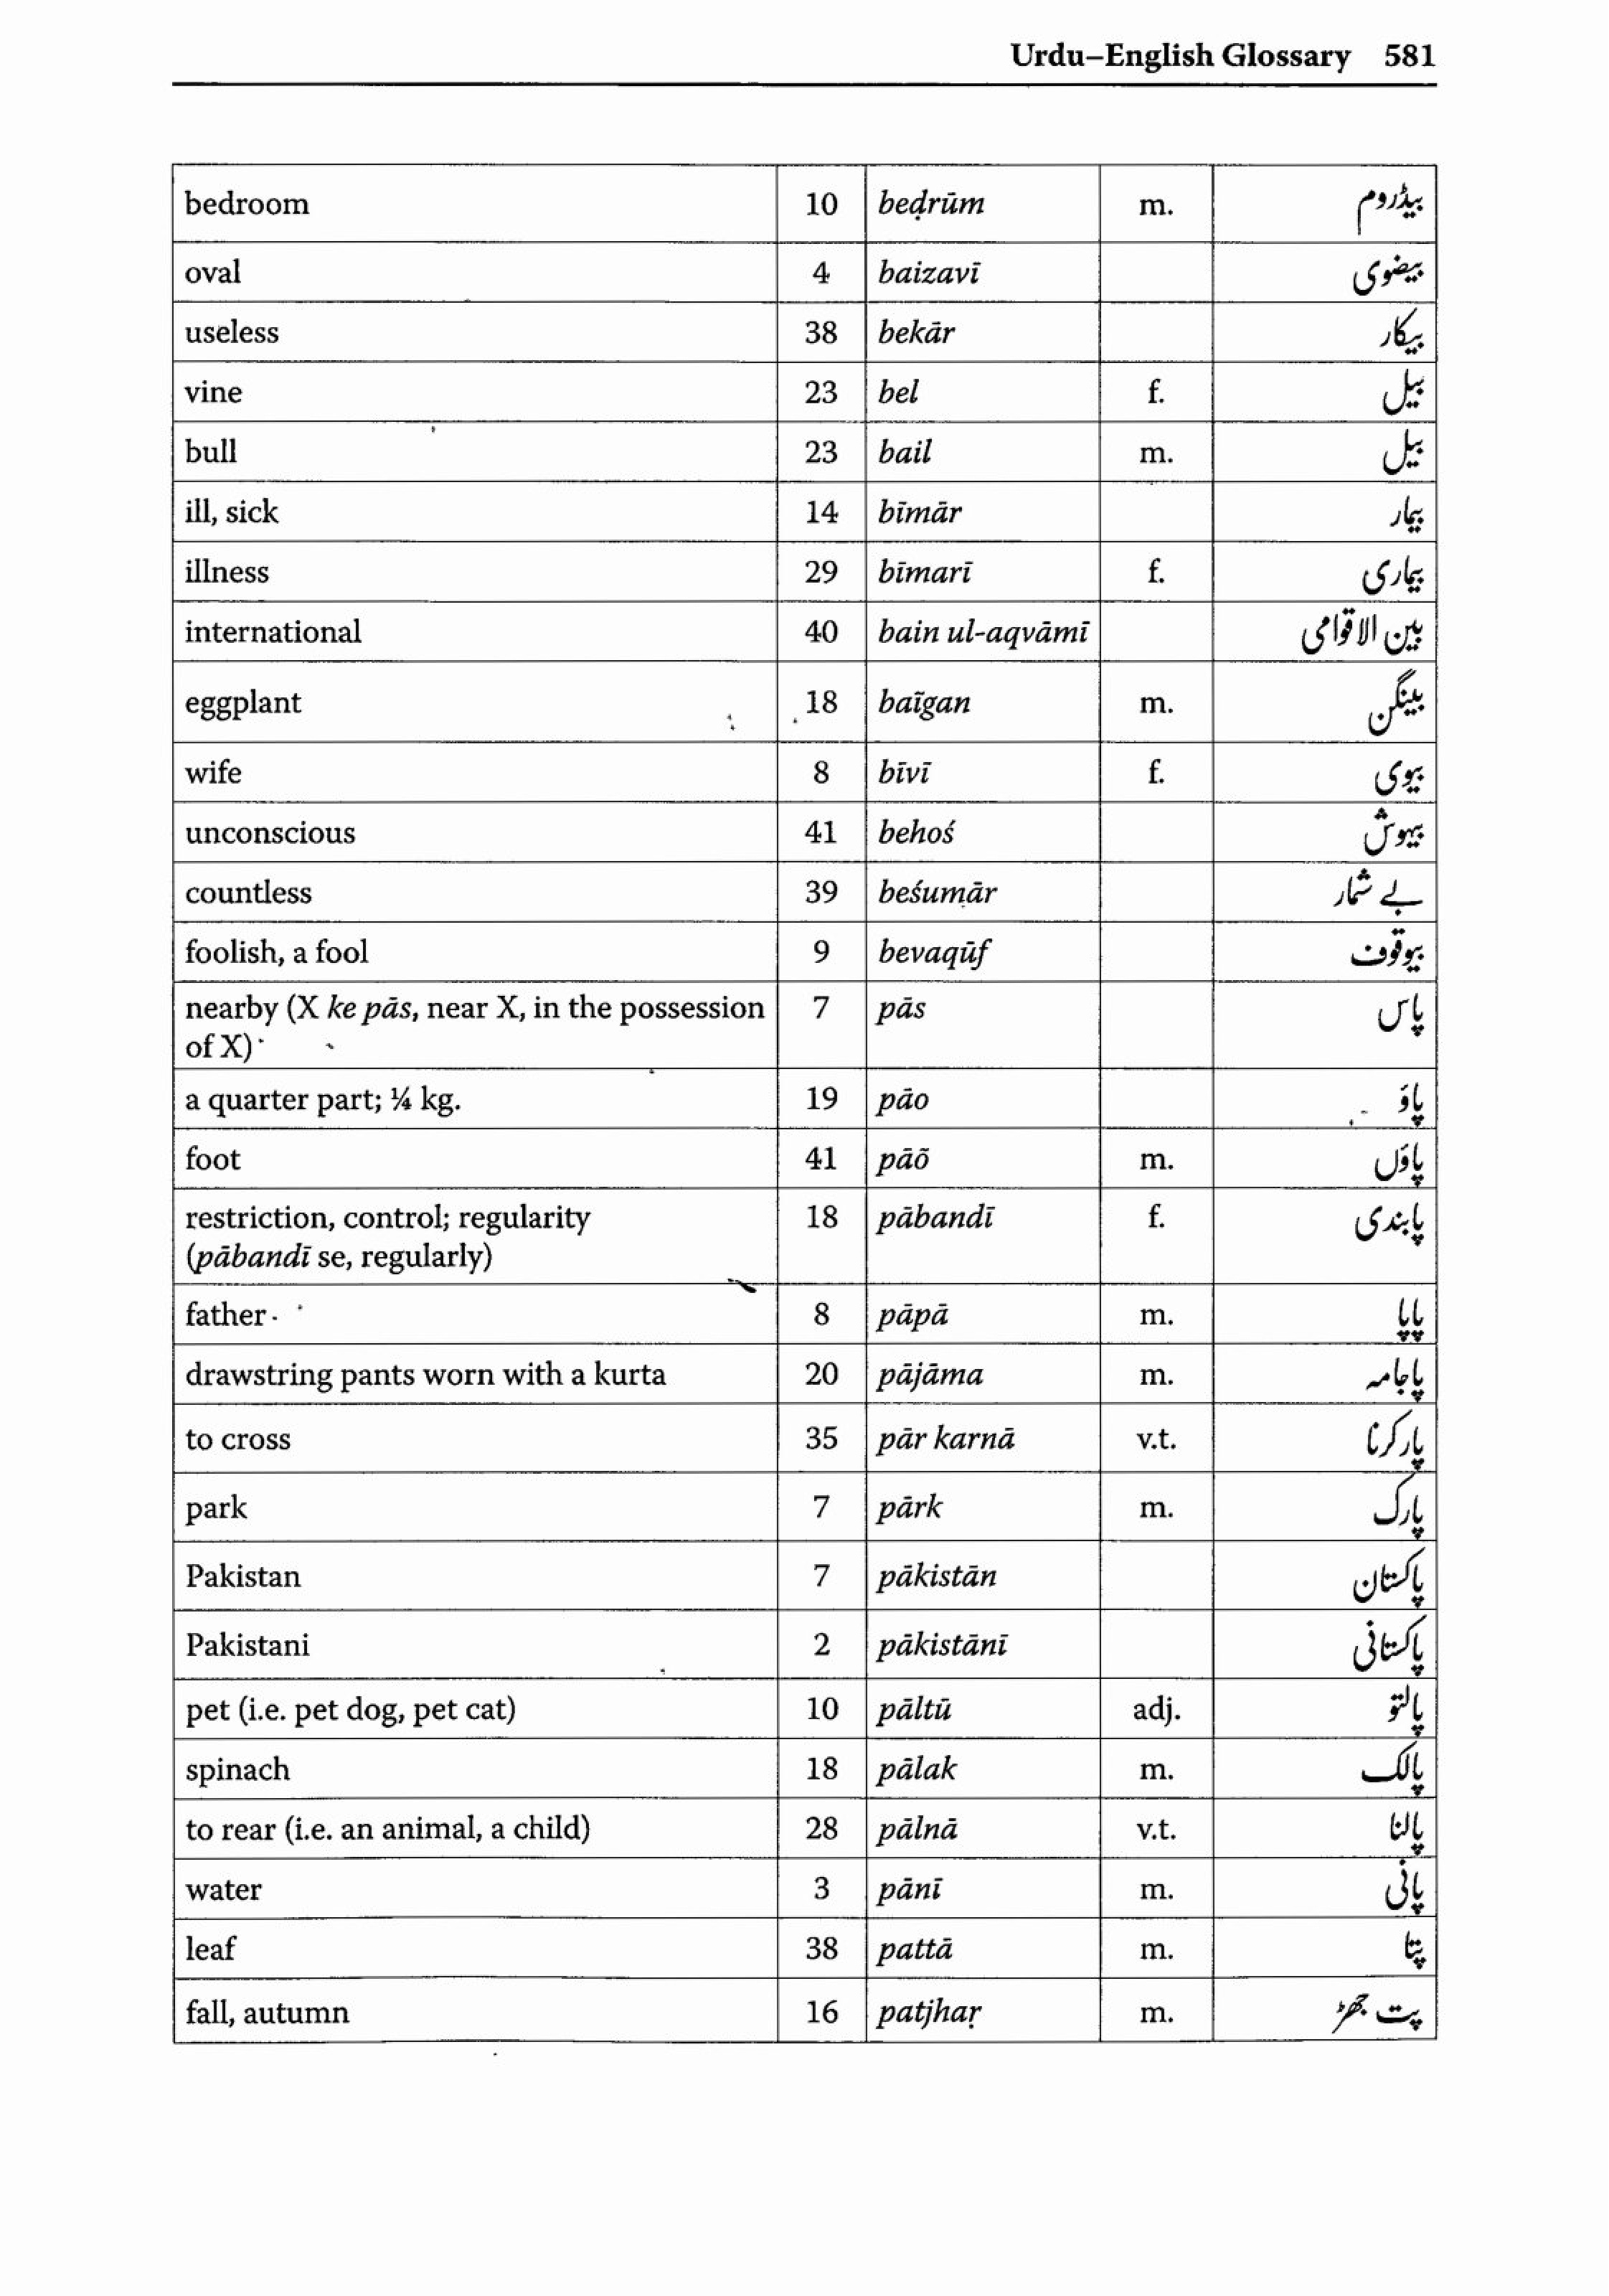 Urdu–English Glossary 581
bedroom 10 beḍrūm m. بیڈروم
oval 4 baizavī بیضوی
useless 38 bekār بیکار
vine 23 bel f. بیل
bull 23 bail m. بیل
ill, sick 14 bīmār بیمار
illness 29 bīmarī f. بیماری
international 40 bain ul-aqvāmī بین الاقوامی
eggplant 18 baĩgan m. بینگن
wife 8 bīvī f. بیوی
unconscious 41 behoś بیہوش
countless 39 beśumār بے شمار
foolish, a fool 9 bevaqūf بیوقوف
nearby (X ke pās, near X, in the possession 7 pās پاس
of X)
a quarter part; ¼ kg. 19 pāo پاؤ
foot 41 pāõ m. پاؤں
restriction, control; regularity 18 pābandī f. پابندی
(pābandī se, regularly)
father 8 pāpā m. پاپا
drawstring pants worn with a kurta 20 pājāma m. پاجامہ
to cross 35 pār karnā v.t. پار کرنا
park 7 pārk m. پارک
Pakistan 7 pākistān پاکستان
Pakistani 2 pākistānī پاکستانی
pet (i.e. pet dog, pet cat) 10 pāltū adj. پالتو
spinach 18 pālak m. پالک
to rear (i.e. an animal, a child) 28 pālnā v.t. پالنا
water 3 pānī m. پانی
leaf 38 pattā m. پتا
fall, autumn 16 patjhaṛ m. پت جھڑ